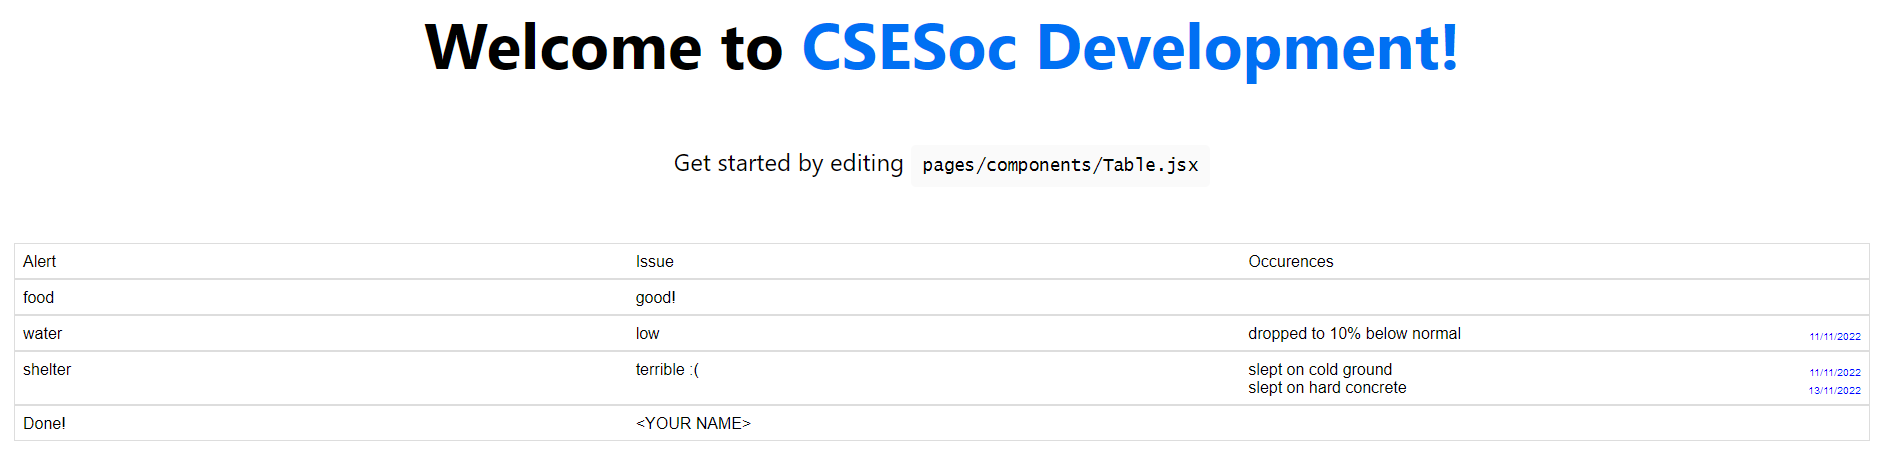 Welcome to CSESoc Development!
Get started by editing pages/components/Table.jsx
Alert Issue Occurences
food good!
water low dropped to 10% below normal 11/11/2022
shelter terrible :( slept on cold ground 11/11/2022
slept on hard concrete 13/11/2022
Done! <YOUR NAME>